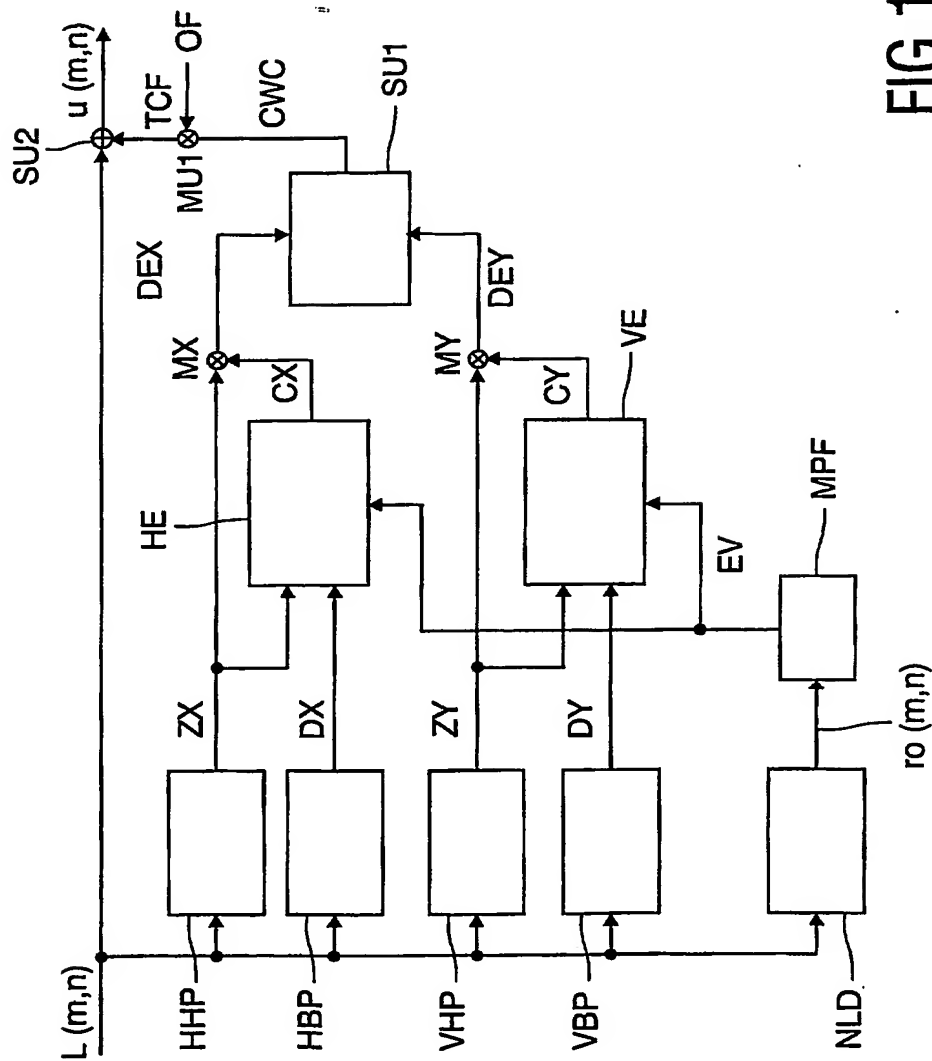 L (m,n)
SU2
u (m,n)
TCF
OF
MU1
CWC
SU1
DEX
MX
CX
DEY
MY
CY
VE
HE
ZX
DX
ZY
DY
EV
MPF
ro (m,n)
HHP
HBP
VHP
VBP
NLD
FIG 1